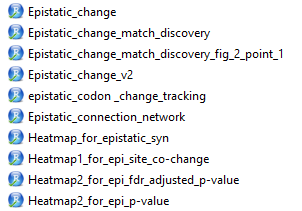 Epistatic_change
Epistatic_change_match_discovery
Epistatic_change_match_discovery_fig_2_point_1
Epistatic_change_v2
epistatic_codon _change_tracking
Epistatic_connection_network
Heatmap_for_epistatic_syn
Heatmap1_for_epi_site_co-change
Heatmap2_for_epi_fdr_adjusted_p-value
Heatmap2_for_epi_p-value